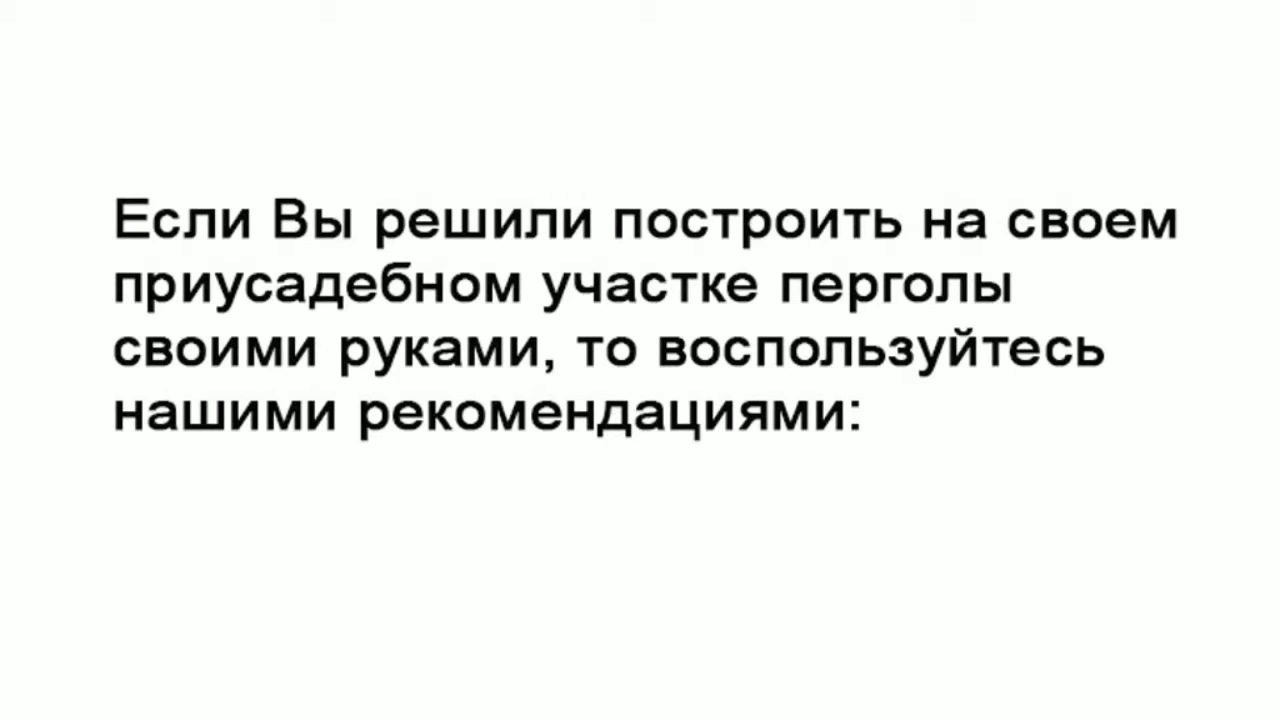 Если Вы решили построить на своем
приусадебном участке перголы
своими руками, то воспользуйтесь
нашими рекомендациями: